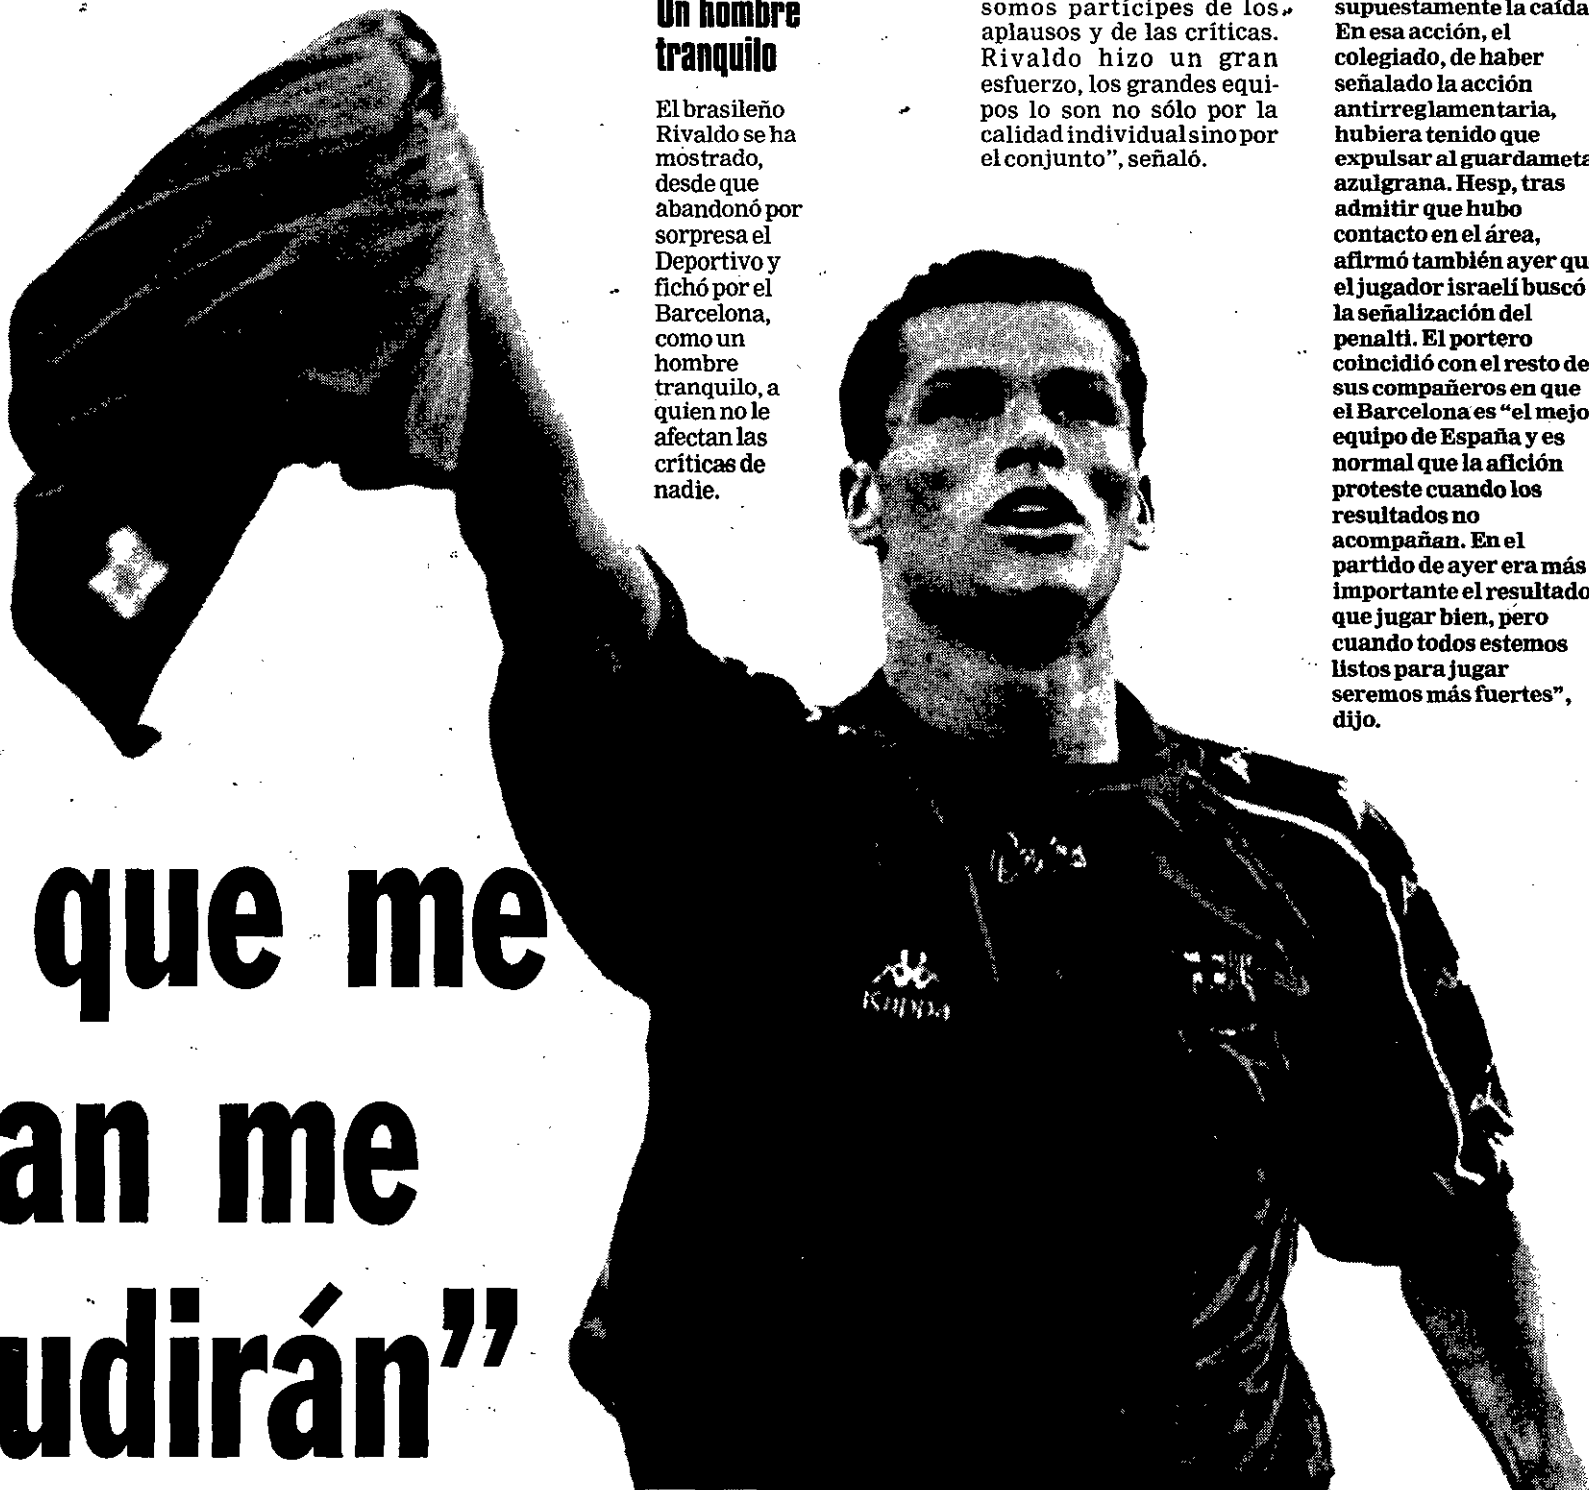 Un hombre
tranquilo
El brasileño
Rivaldo se ha
mostrado,
desde que
abandonó por
sorpresa el
Deportivo y
fichó por el
Barcelona,
como un
hombre
tranquilo, a
quien no le
afectan las
críticas de
nadie.
somos partícipes de los
aplausos y de las críticas.
Rivaldo hizo un gran
esfuerzo, los grandes equi-
pos lo son no sólo por la
calidad individual sino por
el conjunto”, señaló.
supuestamente la caída
En esa acción, el
colegiado, de haber
señalado la acción
antirreglamentaria,
hubiera tenido que
expulsar al guardameta
azulgrana. Hesp, tras
admitir que hubo
contacto en el área,
afirmó también ayer qu
el jugador israelí buscó
la señalización del
penalti. El portero
coincidió con el resto de
sus compañeros en que
el Barcelona es “el mejo
equipo de España y es
normal que la afición
proteste cuando los
resultados no
acompañan. En el
partido de ayer era más
importante el resultado
que jugar bien, pero
cuando todos estemos
listos para jugar
seremos más fuertes”,
dijo.
que me
an me
udirán”
Kappa